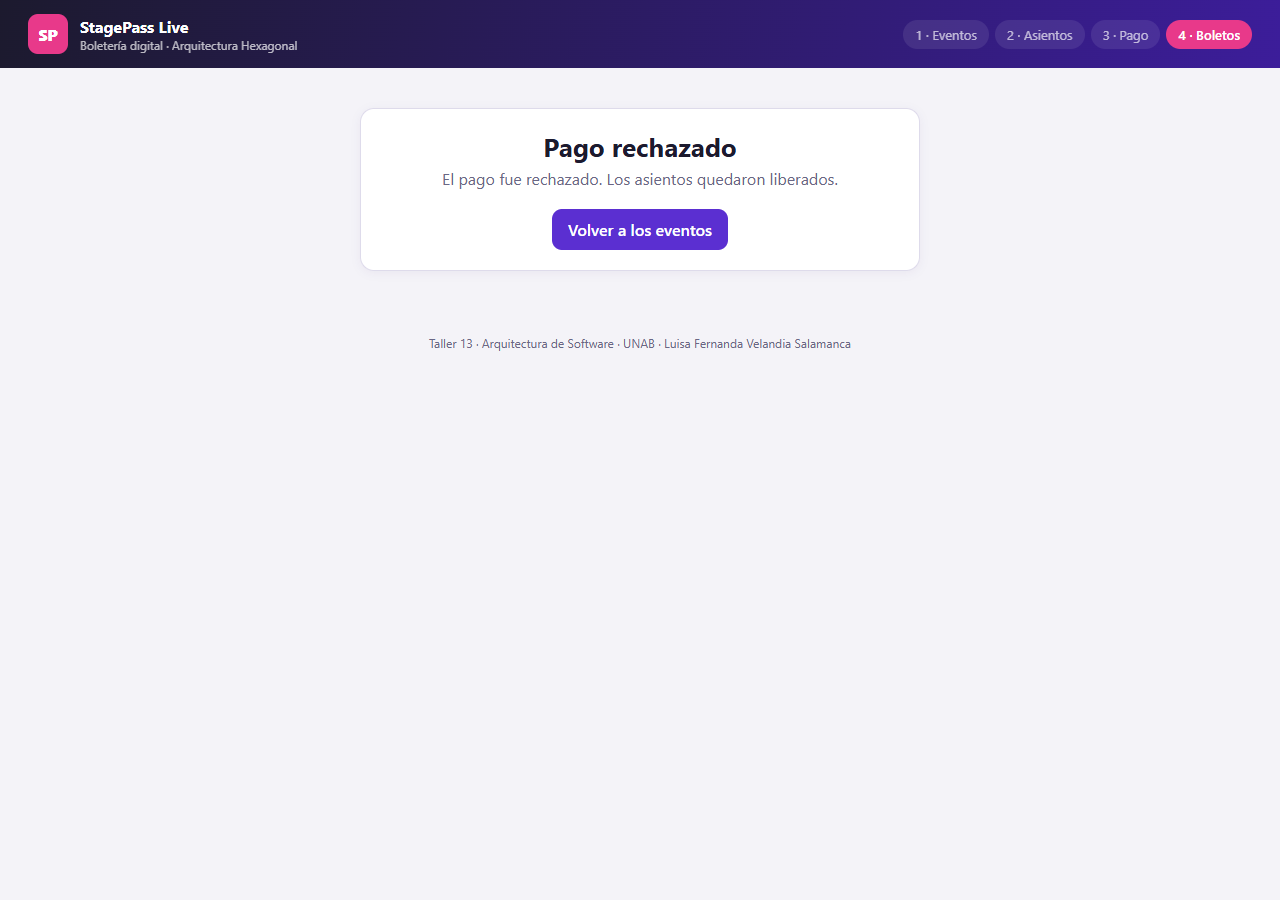 SP
StagePass Live
Boletería digital · Arquitectura Hexagonal
1 · Eventos
2 · Asientos
3 · Pago
4 · Boletos
Pago rechazado
El pago fue rechazado. Los asientos quedaron liberados.
Volver a los eventos
Taller 13 · Arquitectura de Software · UNAB · Luisa Fernanda Velandia Salamanca